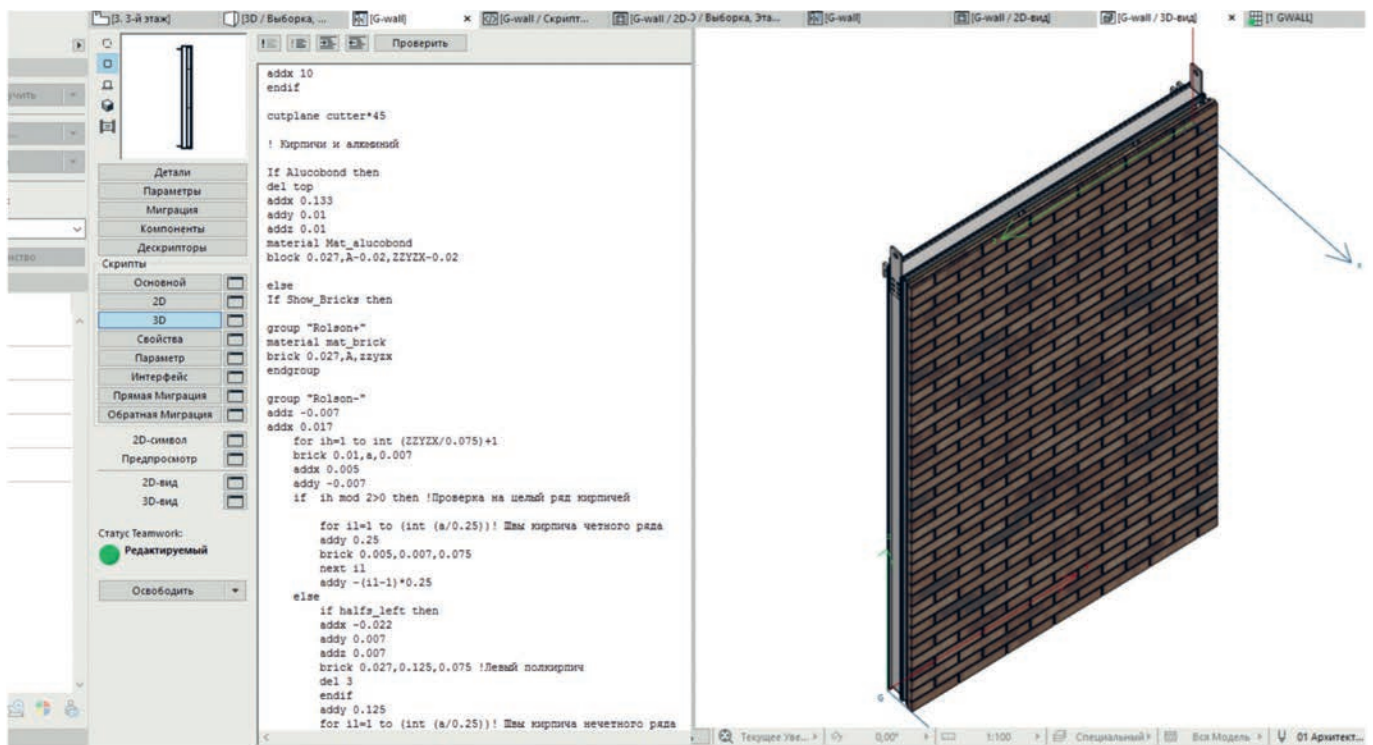 [3. 3-й этаж]
[3D / Выборка, ...
[G-wall]
[G-wall / Скрипт...
[G-wall / 2D-Э / Выборка, Эта...
[G-wall]
[G-wall / 2D-вид]
[G-wall / 3D-вид]
[1 GWALL]
Проверить
Детали
Параметры
Миграция
Компоненты
Дескрипторы
Скрипты
Основной
2D
3D
Свойства
Параметр
Интерфейс
Прямая Миграция
Обратная Миграция
2D-символ
Предпросмотр
2D-вид
3D-вид
Статус Teamwork:
Редактируемый
Освободить
addx 10
endif
cutplane cutter*45
! Кирпичи и алюминий
If Alucobond then
del top
addx 0.133
addy 0.01
addz 0.01
material Mat_alucobond
block 0.027,A-0.02,ZZYZX-0.02
else
If Show_Bricks then
group "Rolson+"
material mat_brick
brick 0.027,A,zzyzx
endgroup
group "Rolson-"
addz -0.007
addx 0.017
for ih=1 to int (ZZYZX/0.075)+1
brick 0.01,a,0.007
addx 0.005
addy -0.007
if ih mod 2>0 then !Проверка на целый ряд кирпичей
for il=1 to (int (a/0.25))! Швы кирпича четного ряда
addy 0.25
brick 0.005,0.007,0.075
next il
addy -(il-1)*0.25
else
if halfs_left then
addx -0.022
addy 0.007
addz 0.007
brick 0.027,0.125,0.075 !Левый полкирпич
del 3
endif
addy 0.125
for il=1 to (int (a/0.25))! Швы кирпича нечетного ряда
Текущее Уве...
0,00°
1:100
Специальный
Вся Модель
01 Архитект...